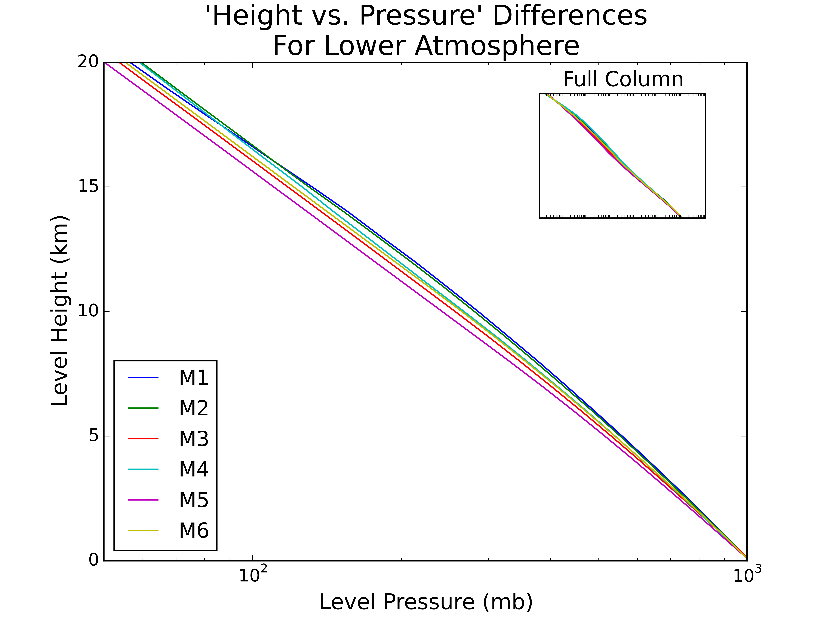 'Height vs. Pressure' Differences
For Lower Atmosphere
Full Column
20
15
10
5
0
Level Height (km)
M1
M2
M3
M4
M5
M6
10²
10³
Level Pressure (mb)